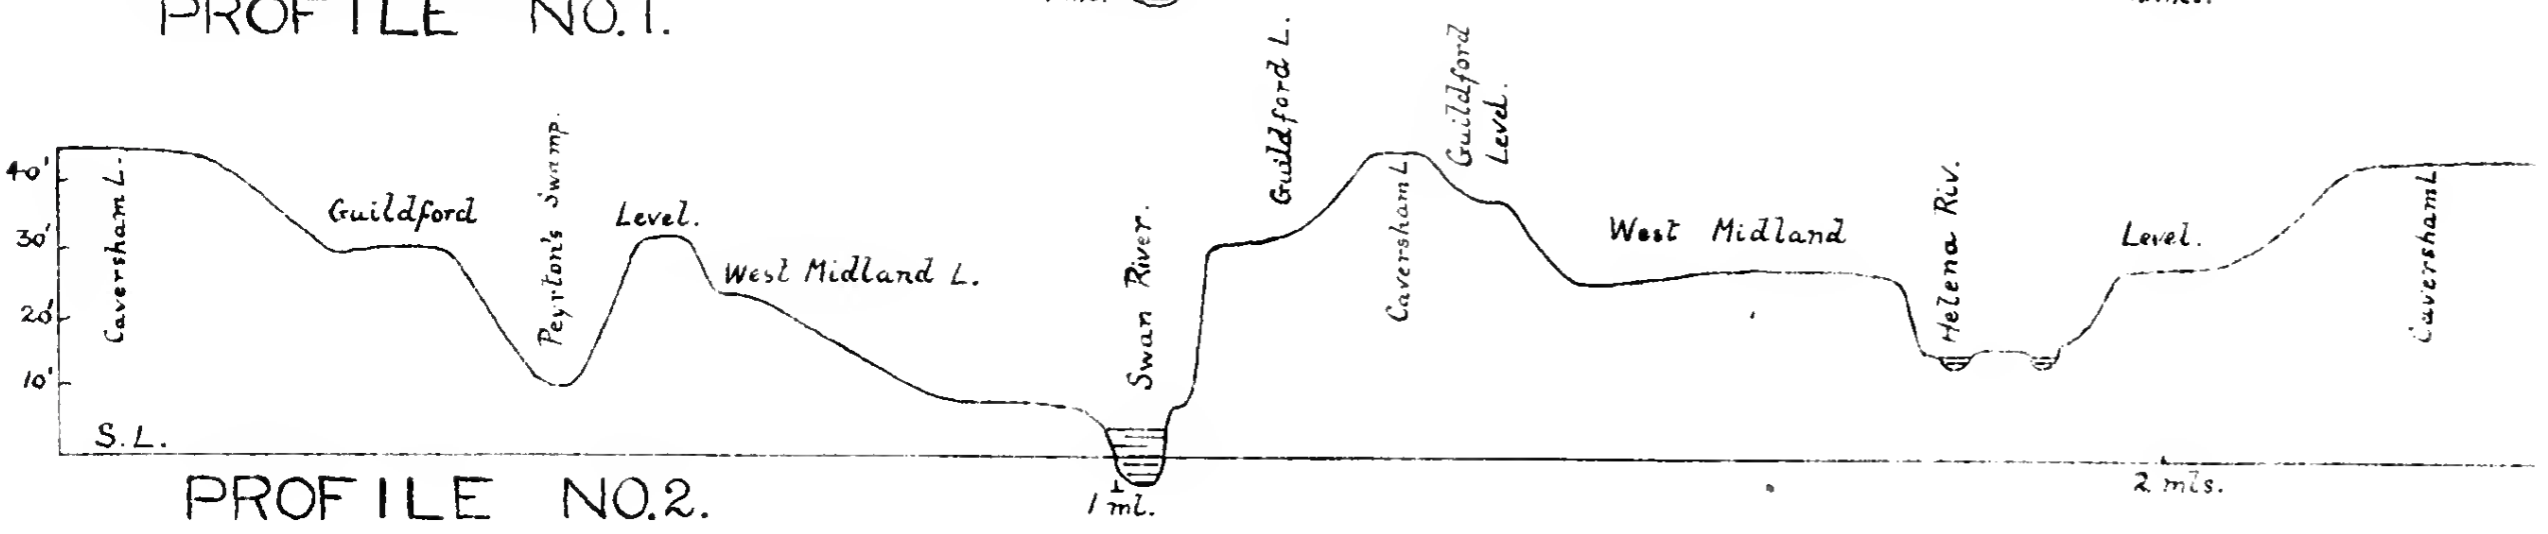 PROFILE NO.1.
Guildford L.
Guildford
Level.
40'
30'
20'
10'
Caversham L.
Guildford
Peyrton's Swamp.
Level.
West Midland L.
Swan River.
Caversham L
West Midland
Helena Riv.
Level.
Caversham L
S.L.
1 ml.
2 mls.
PROFILE NO.2.